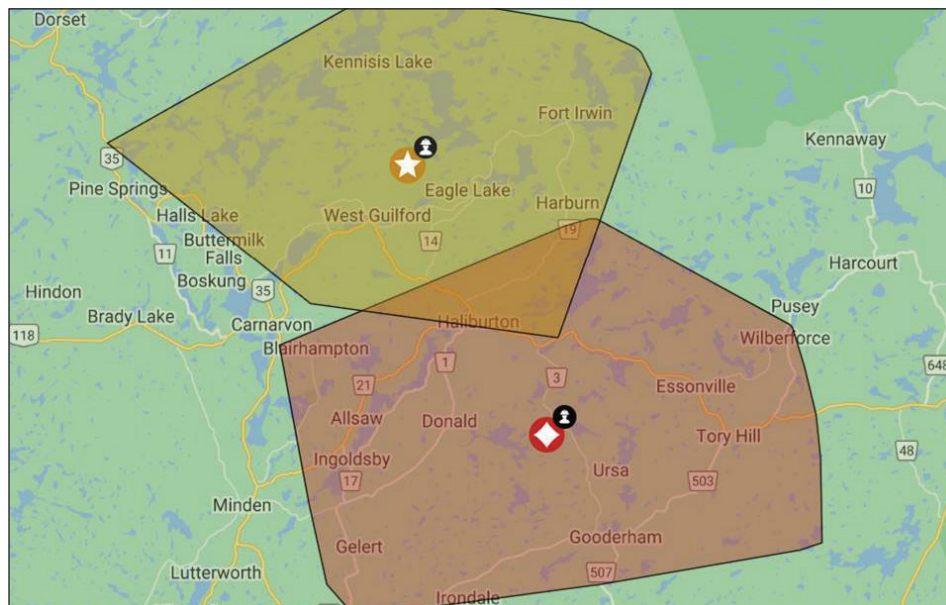 Dorset
Kennisis Lake
Fort Irwin
Kennaway
35
Pine Springs
10
Eagle Lake
Halls Lake
West Guilford
Harburn
Buttermilk
Falls
11
14
19
Harcourt
Boskung
35
Hindon
Pusey
Brady Lake
Carnarvon
Haliburton
118
Wilberforce
Blairhampton
1
3
648
21
Essonville
Allsaw
Donald
Tory Hill
48
Ingoldsby
Ursa
17
503
Minden
Gooderham
Gelert
Lutterworth
507
Irondale